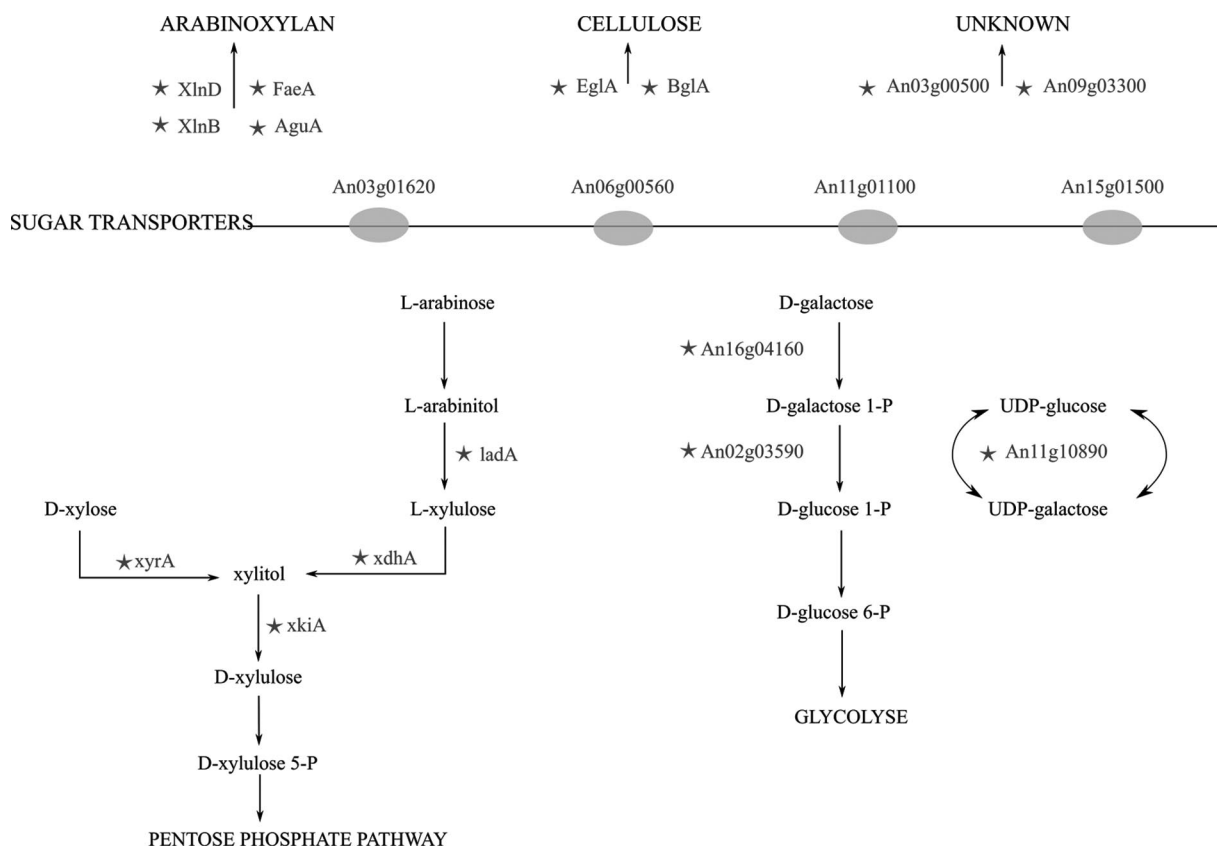 ARABINOXYLAN
CELLULOSE
UNKNOWN
XlnD
FaeA
XlnB
AguA
EglA
BglA
An03g00500
An09g03300
An03g01620
An06g00560
An11g01100
An15g01500
SUGAR TRANSPORTERS
L-arabinose
L-arabinitol
ladA
L-xylulose
D-xylose
xyrA
xdhA
xylitol
xkiA
D-xylulose
D-xylulose 5-P
PENTOSE PHOSPHATE PATHWAY
D-galactose
An16g04160
D-galactose 1-P
An02g03590
D-glucose 1-P
D-glucose 6-P
GLYCOLYSE
UDP-glucose
An11g10890
UDP-galactose